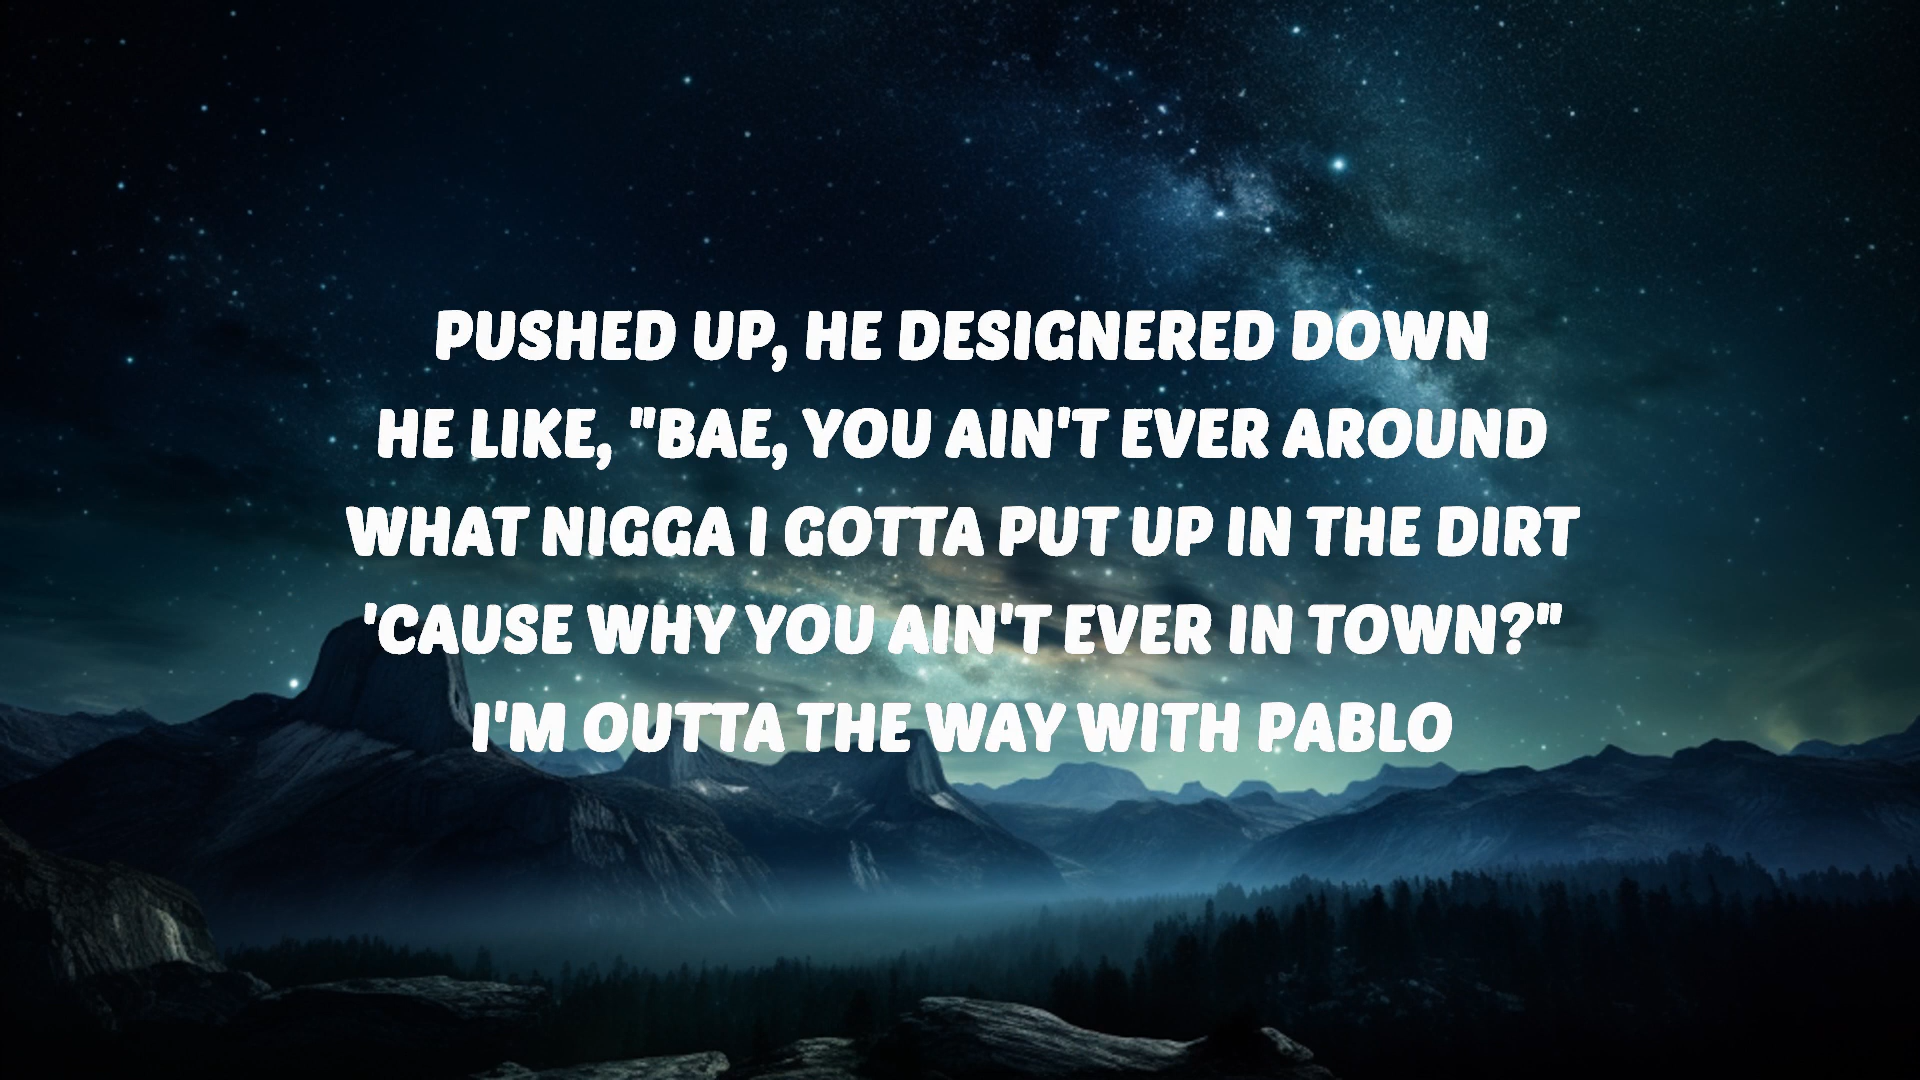 PUSHED UP, HE DESIGNERED DOWN
HE LIKE, "BAE, YOU AIN'T EVER AROUND
WHAT NIGGA I GOTTA PUT UP IN THE DIRT
'CAUSE WHY YOU AIN'T EVER IN TOWN?"
I'M OUTTA THE WAY WITH PABLO